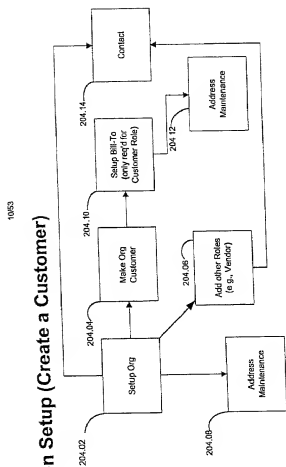 10/53
n Setup (Create a Customer)
204.02
Setup Org
204.04
Make Org
Customer
204.10
Setup Bill-To
(only req'd for
Customer Role)
204.14
Contact
204 12
Address
Maintenance
204.06
Add other Roles
(e g., Vendor)
204.08
Address
Maintenance